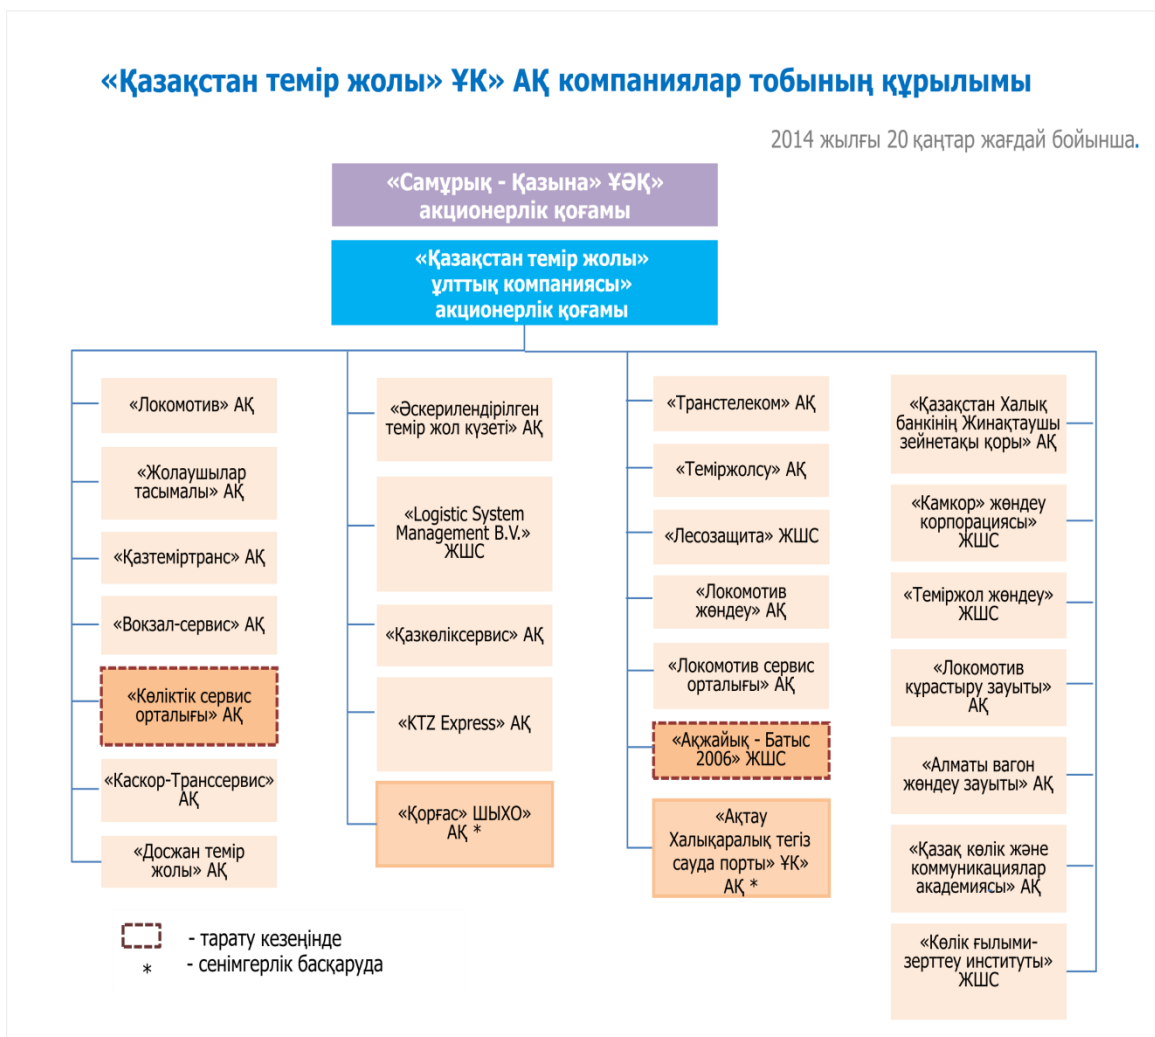 «Қазақстан темір жолы» ҰК» АҚ компаниялар тобының құрылымы
2014 жылғы 20 қаңтар жағдай бойынша.
«Самұрық - Қазына» ҰӘҚ»
акционерлік қоғамы
«Қазақстан темір жолы»
ұлттық компаниясы»
акционерлік қоғамы
«Локомотив» АҚ
«Жолаушылар
тасымалы» АҚ
«Қазтеміртранс» АҚ
«Вокзал-сервис» АҚ
«Көліктік сервис
орталығы» АҚ
«Каскор-Транссервис»
АҚ
«Досжан темір
жолы» АҚ
«Әскерилендірілген
темір жол күзеті» АҚ
«Logistic System
Management B.V.»
ЖШС
«Қазкөліксервис» АҚ
«KTZ Express» АҚ
«Қорғас» ШЫХО»
АҚ *
«Транстелеком» АҚ
«Теміржолсу» АҚ
«Лесозащита» ЖШС
«Локомотив
жөндеу» АҚ
«Локомотив сервис
орталығы» АҚ
«Ақжайық - Батыс
2006» ЖШС
«Ақтау
Халықаралық тегіз
сауда порты» ҰК»
АҚ *
«Қазақстан Халық
банкінің Жинақтаушы
зейнетақы қоры» АҚ
«Камкор» жөндеу
корпорациясы»
ЖШС
«Теміржол жөндеу»
ЖШС
«Локомотив
құрастыру зауыты»
АҚ
«Алматы вагон
жөндеу зауыты» АҚ
«Қазақ көлік және
коммуникациялар
академиясы» АҚ
«Көлік ғылыми-
зерттеу институты»
ЖШС
- тарату кезеңінде
* - сенімгерлік басқаруда